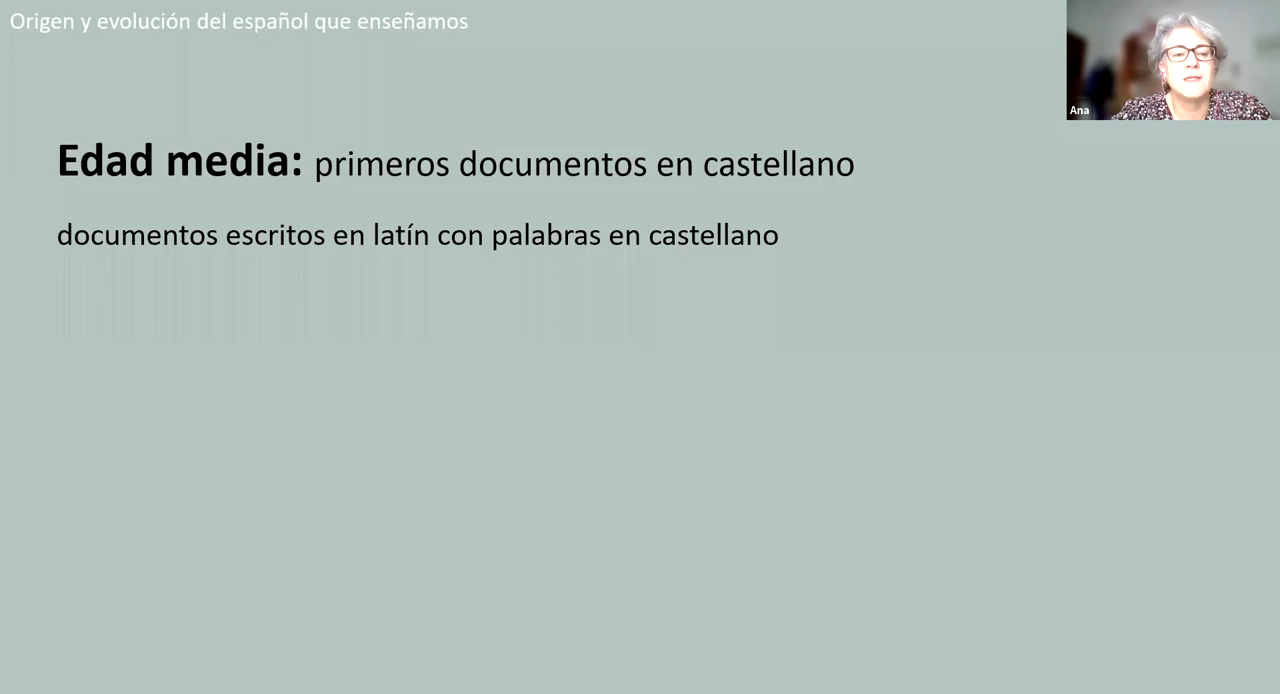 Origen y evolución del español que enseñamos
Ana
Edad media: primeros documentos en castellano
documentos escritos en latín con palabras en castellano